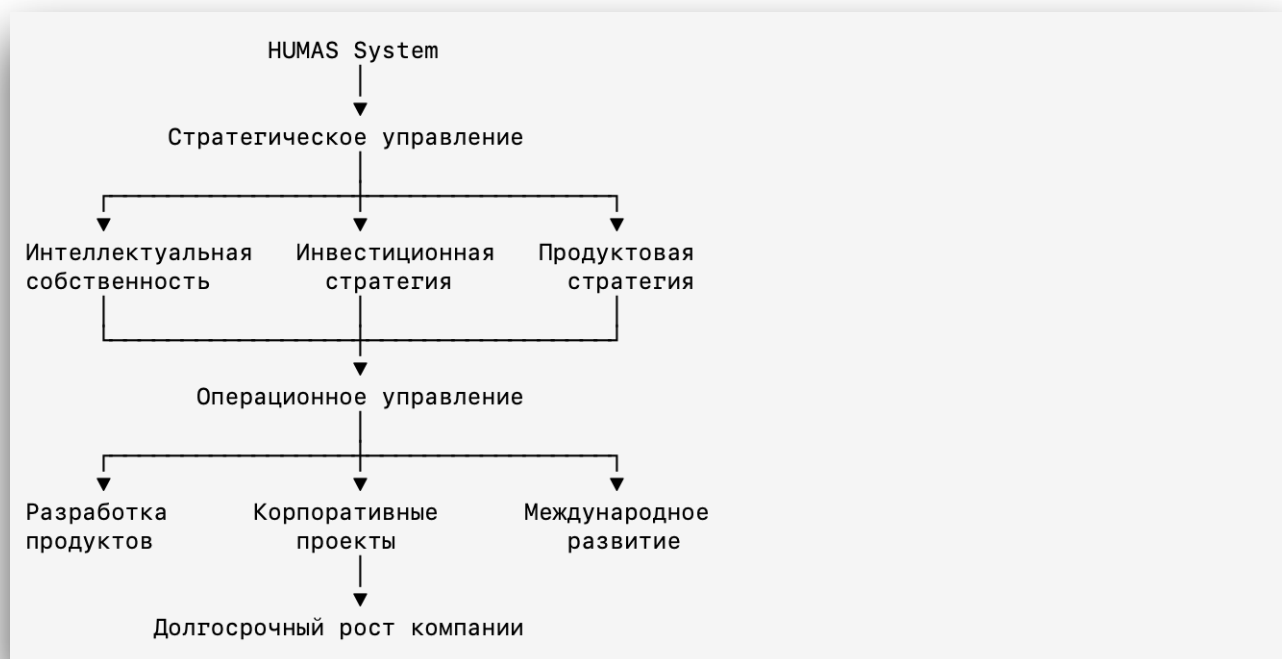 HUMAS System
Стратегическое управление
Интеллектуальная Инвестиционная Продуктовая
собственность стратегия стратегия
Операционное управление
Разработка Корпоративные Международное
продуктов проекты развитие
Долгосрочный рост компании